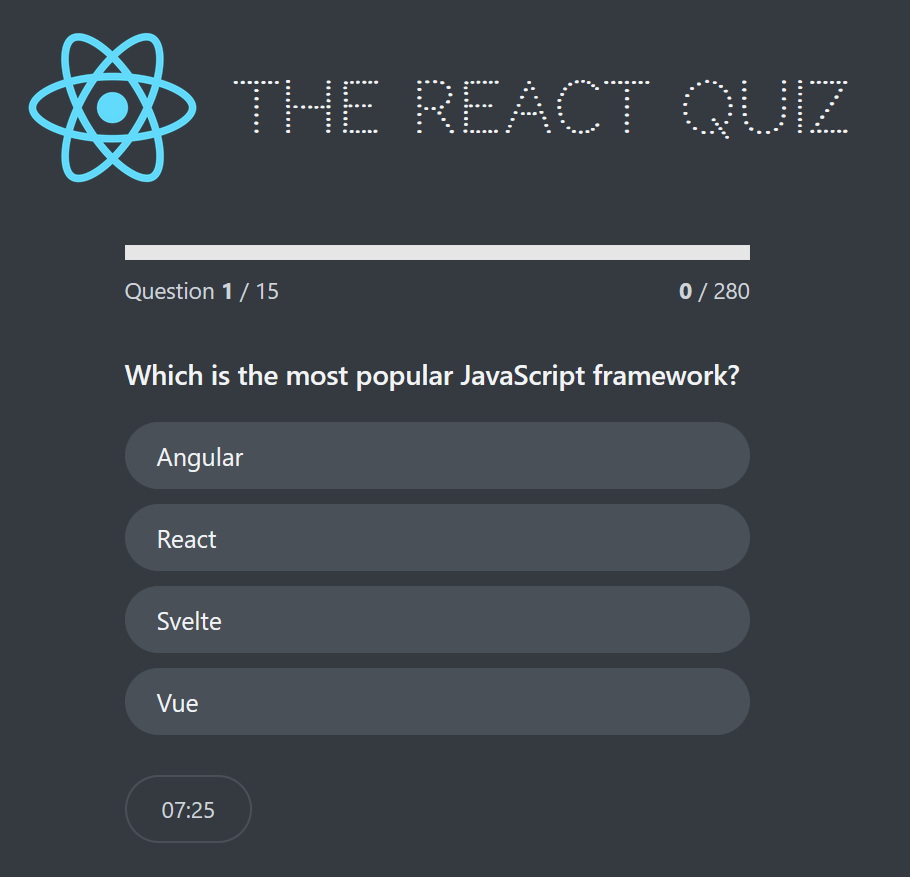 THE REACT QUIZ
Question 1 / 15
0 / 280
Which is the most popular JavaScript framework?
Angular
React
Svelte
Vue
07:25